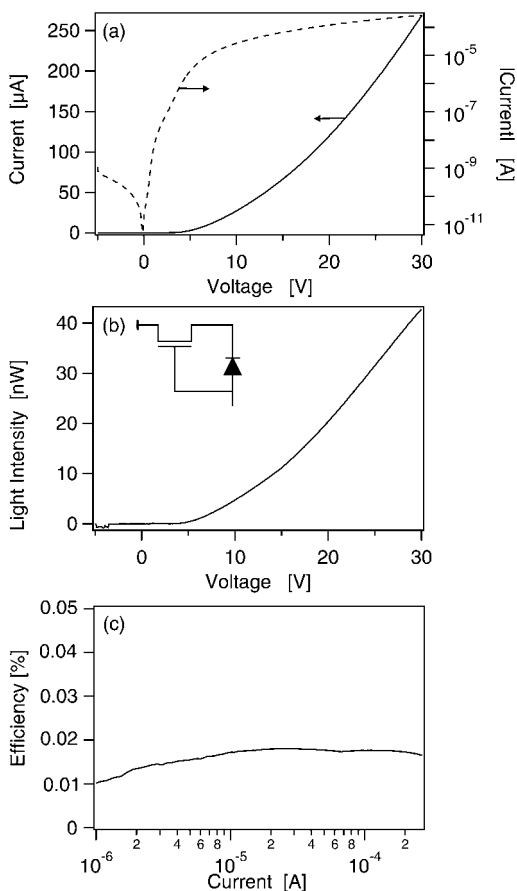 (a)
250
200
150
100
50
0
Current [µA]
10-5
10-7
10-9
10-11
|Current| [A]
0 10 20 30
Voltage [V]
(b)
40
30
20
10
0
Light Intensity [nW]
0 10 20 30
Voltage [V]
(c)
0.05
0.04
0.03
0.02
0.01
0
Efficiency [%]
2 4 6 8 2 4 6 8 2
10-6 10-5 10-4
Current [A]